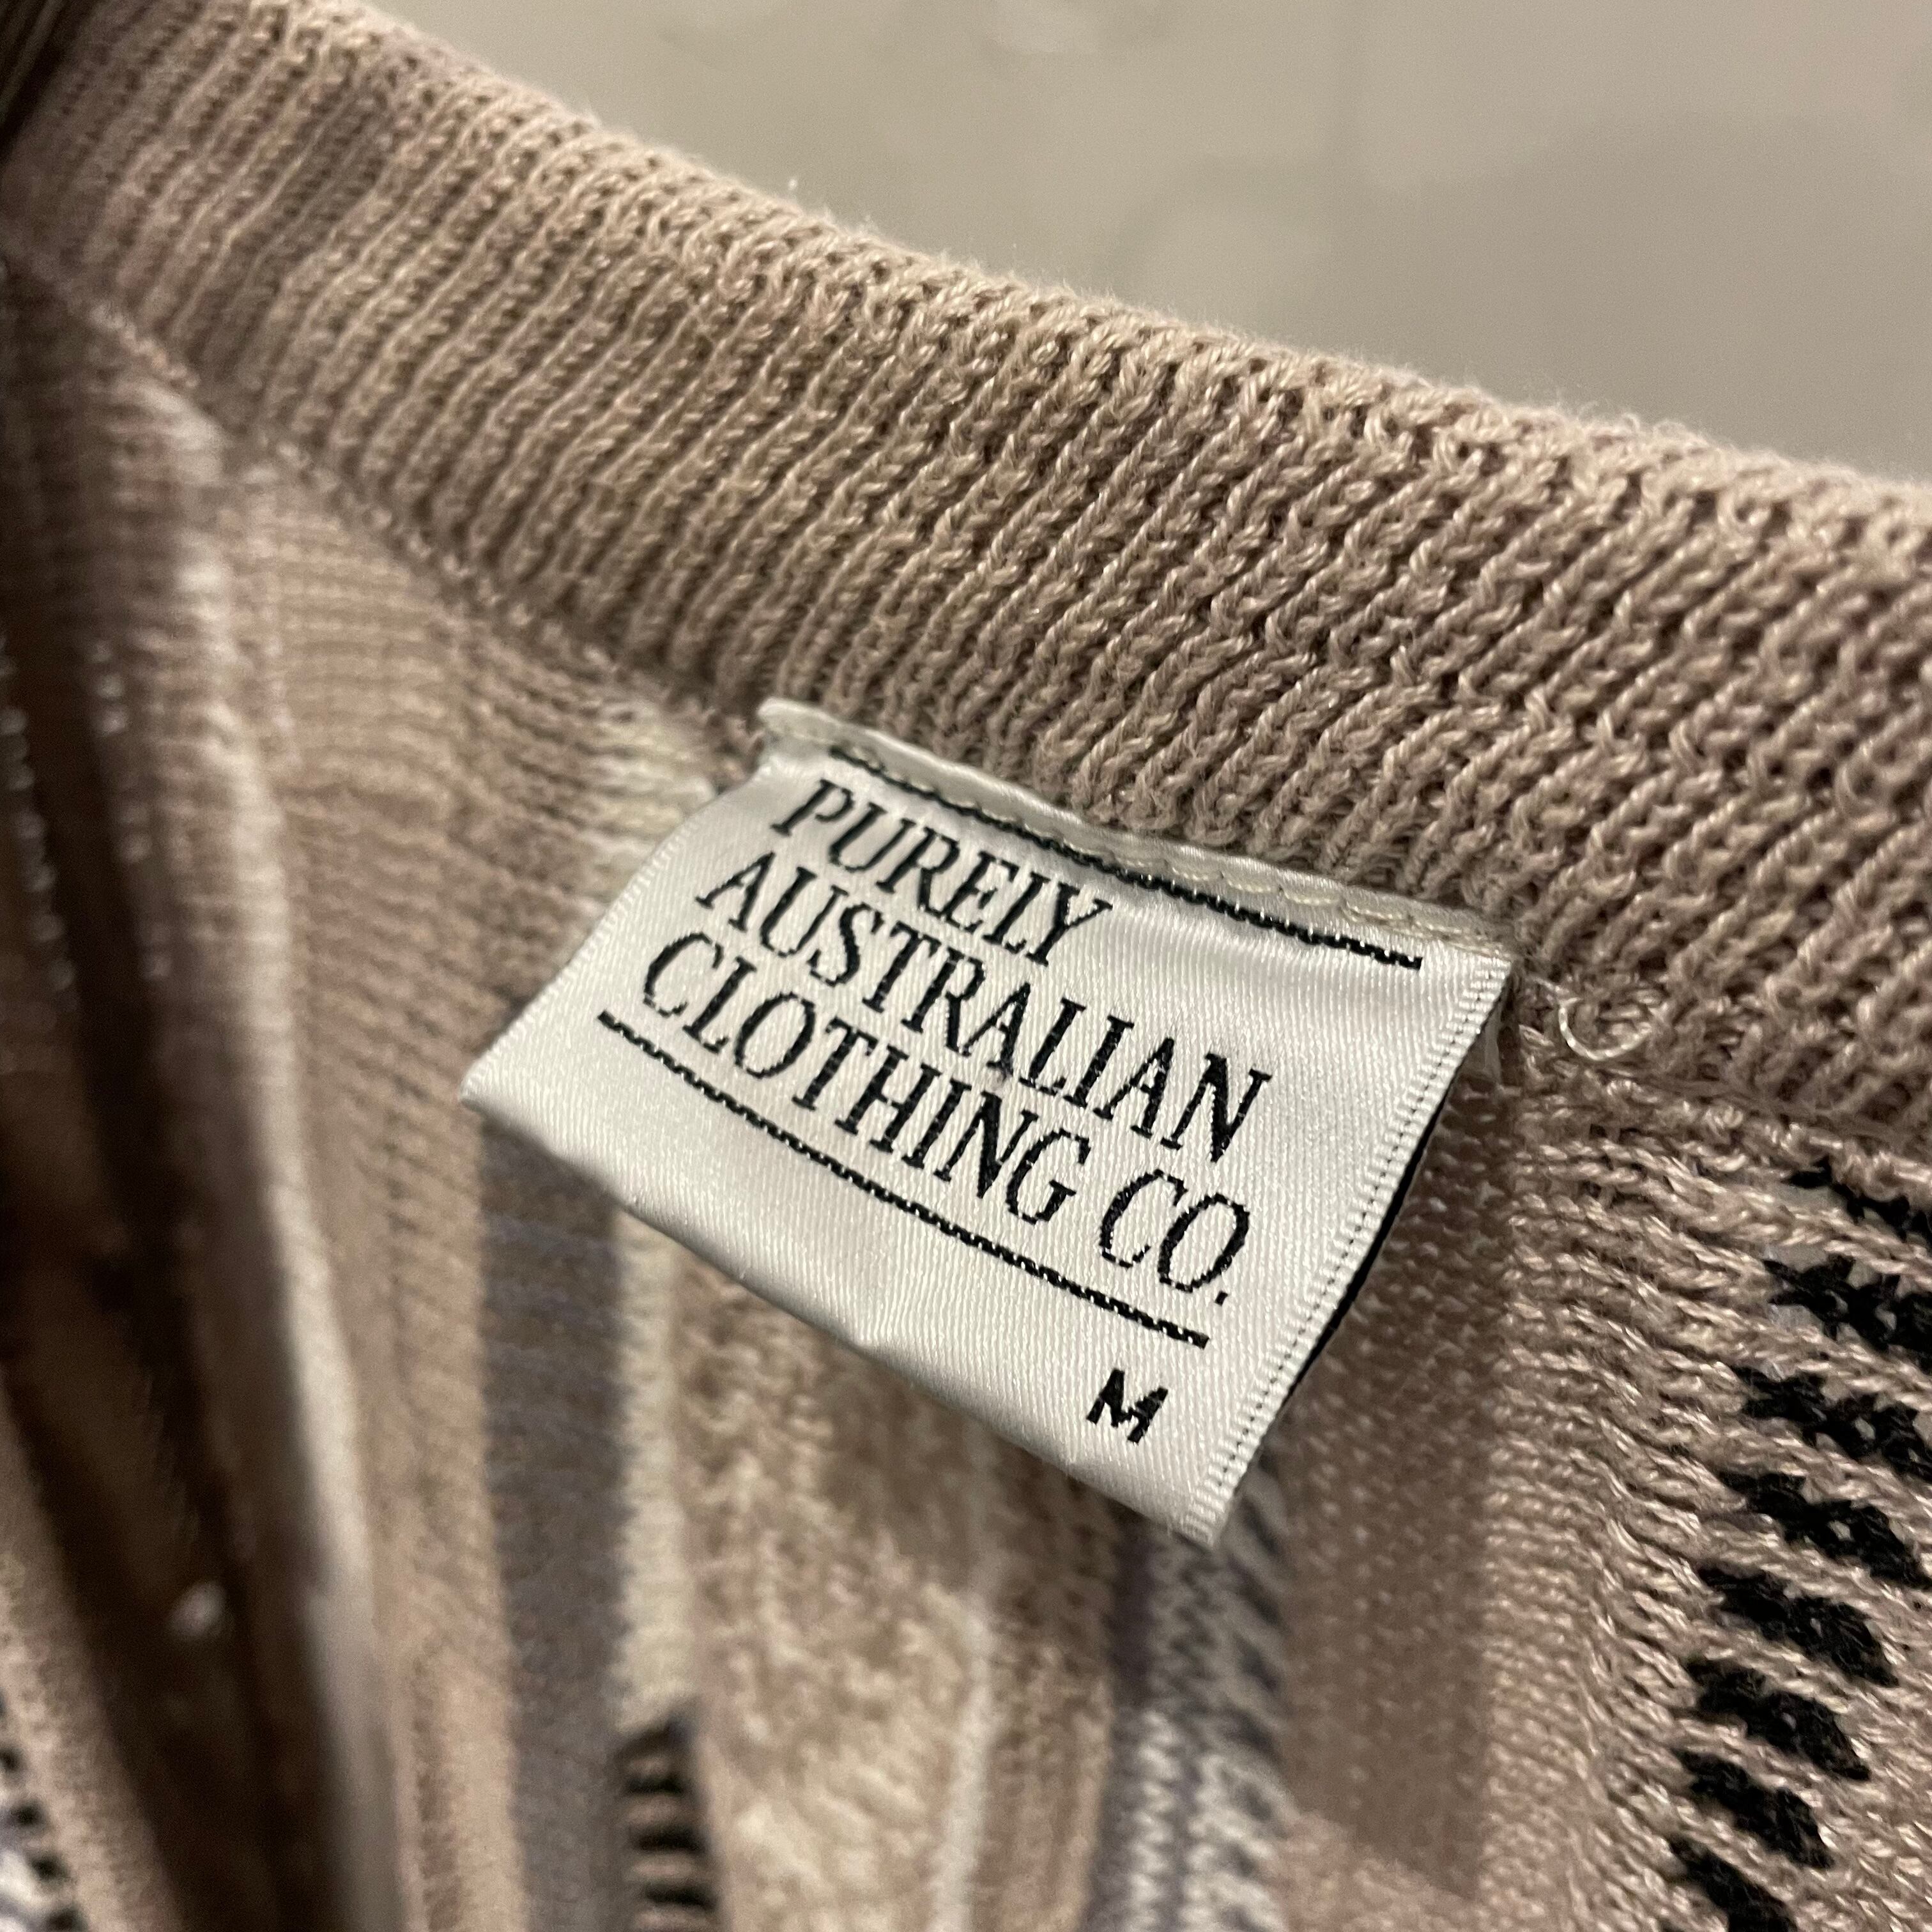 PURELY
AUSTRALIAN
CLOTHING CO.
M